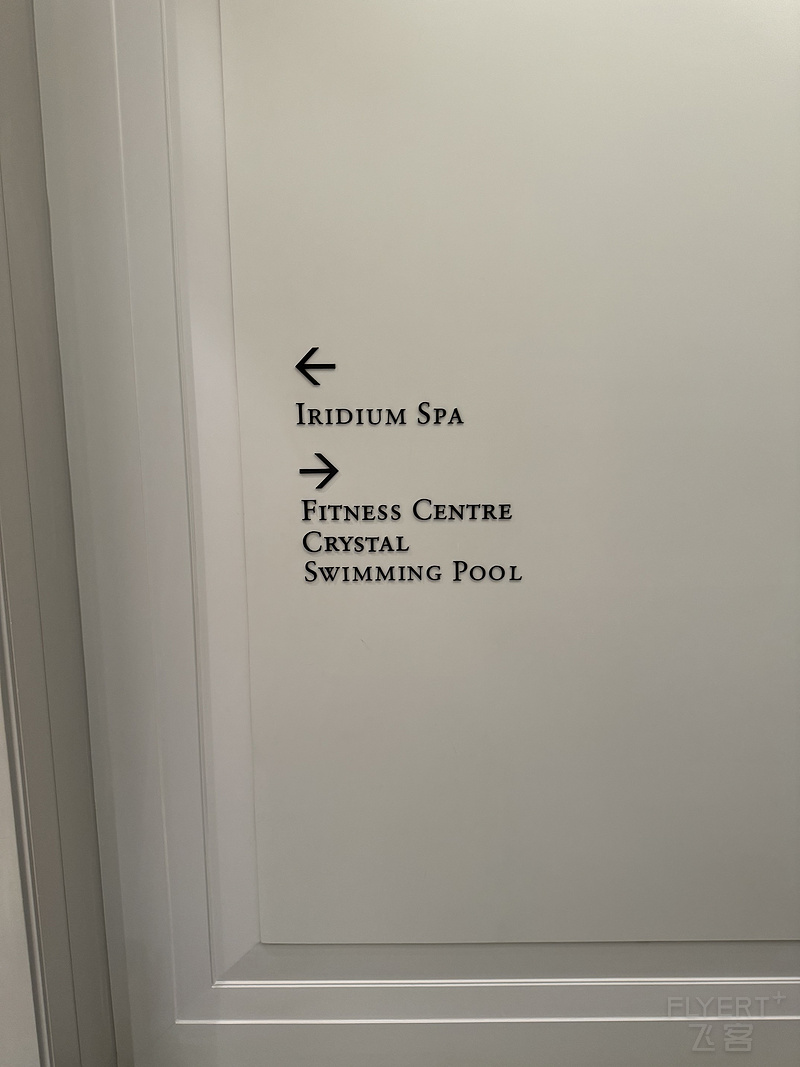 ←
IRIDIUM SPA
→
FITNESS CENTRE
CRYSTAL
SWIMMING POOL
FLYERT+
飞客